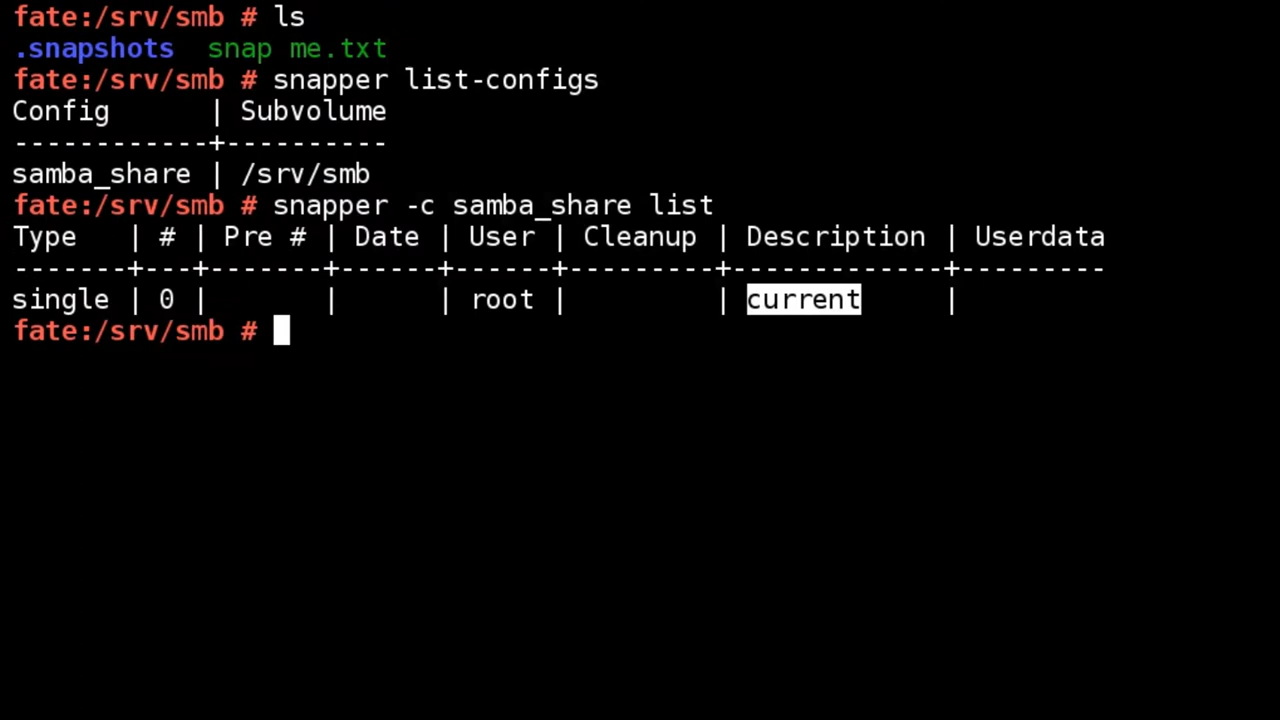 fate:/srv/smb # ls
.snapshots  snap me.txt
fate:/srv/smb # snapper list-configs
Config      | Subvolume
------------+----------
samba_share | /srv/smb
fate:/srv/smb # snapper -c samba_share list
Type   | # | Pre # | Date | User | Cleanup | Description | Userdata
-------+---+-------+------+------+---------+-------------+---------
single | 0 |       |      | root |         | current     |
fate:/srv/smb #